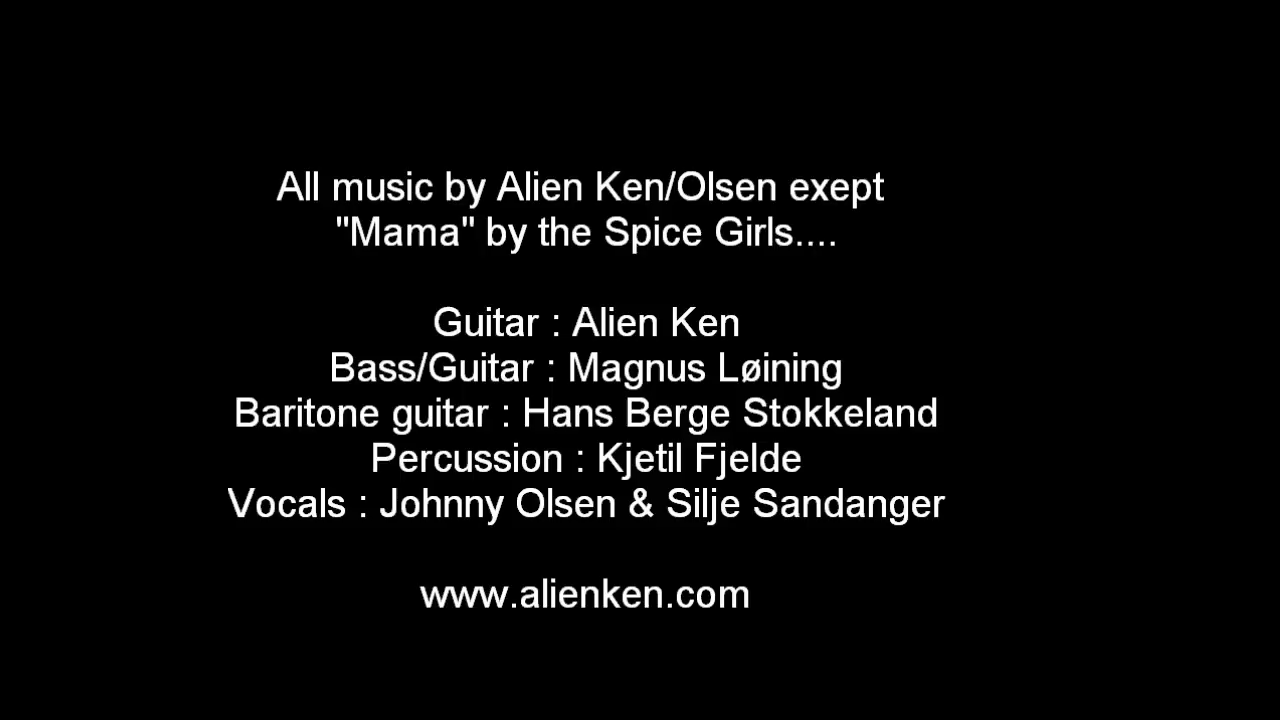 All music by Alien Ken/Olsen exept
"Mama" by the Spice Girls....
Guitar : Alien Ken
Bass/Guitar : Magnus Løining
Baritone guitar : Hans Berge Stokkeland
Percussion : Kjetil Fjelde
Vocals : Johnny Olsen & Silje Sandanger
www.alienken.com